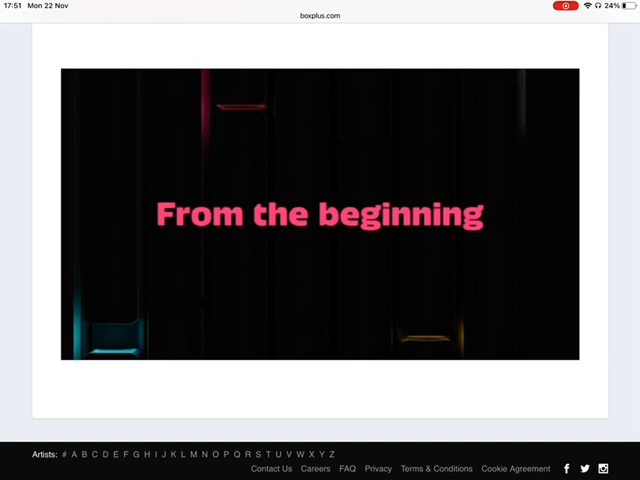 17:51 Mon 22 Nov 24%
boxplus.com
From the beginning
Artists: # A B C D E F G H I J K L M N O P Q R S T U V W X Y Z
Contact Us Careers FAQ Privacy Terms & Conditions Cookie Agreement